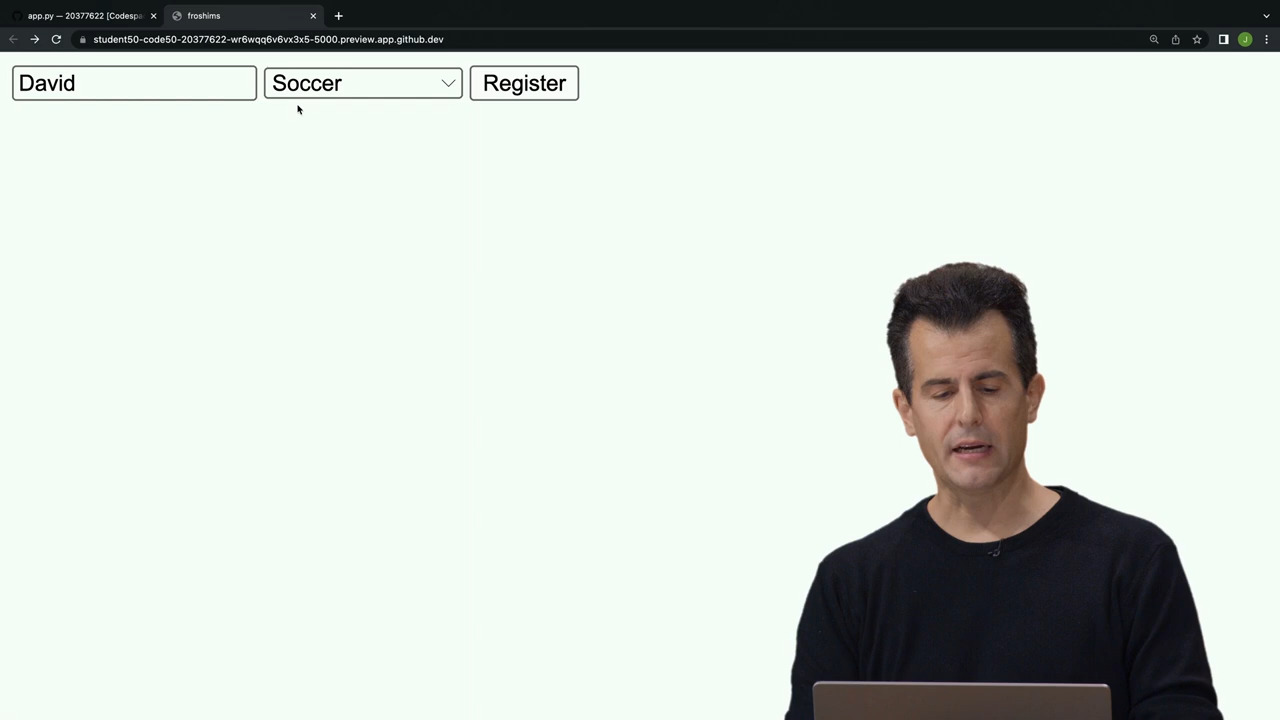 app.py — 20377622 [Codespa
froshims
student50-code50-20377622-wr6wqq6v6vx3x5-5000.preview.app.github.dev
J
David
Soccer
Register